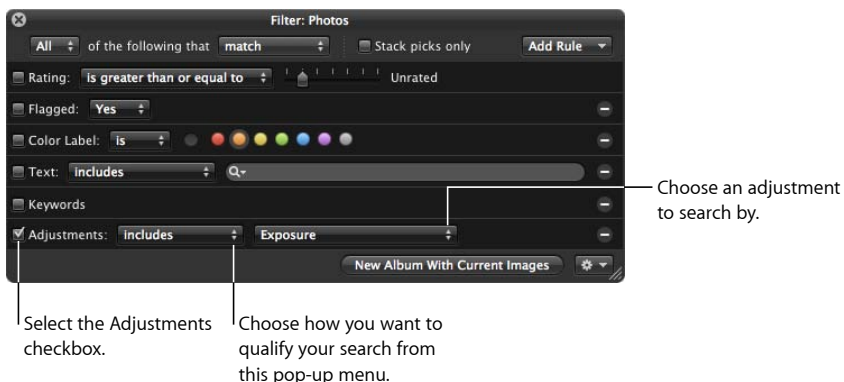 Filter: Photos
All of the following that match Stack picks only Add Rule
Rating: is greater than or equal to Unrated
Flagged: Yes
Color Label: is
Text: includes
Keywords
Adjustments: includes Exposure
New Album With Current Images
Choose an adjustment
to search by.
Select the Adjustments
checkbox.
Choose how you want to
qualify your search from
this pop-up menu.